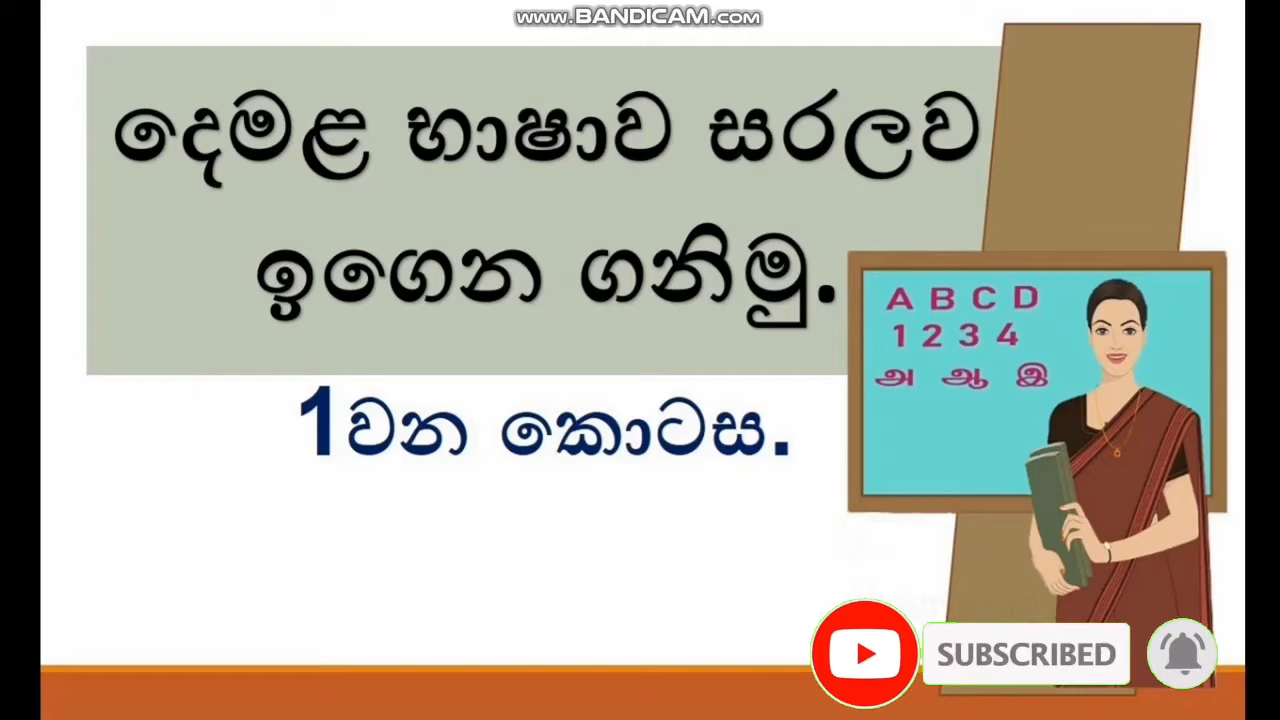 www.BANDICAM.com
දෙමළ භාෂාව සරලව
ඉගෙන ගනිමු.
1වන කොටස.
A B C D
1 2 3 4
அ ஆ இ
SUBSCRIBED